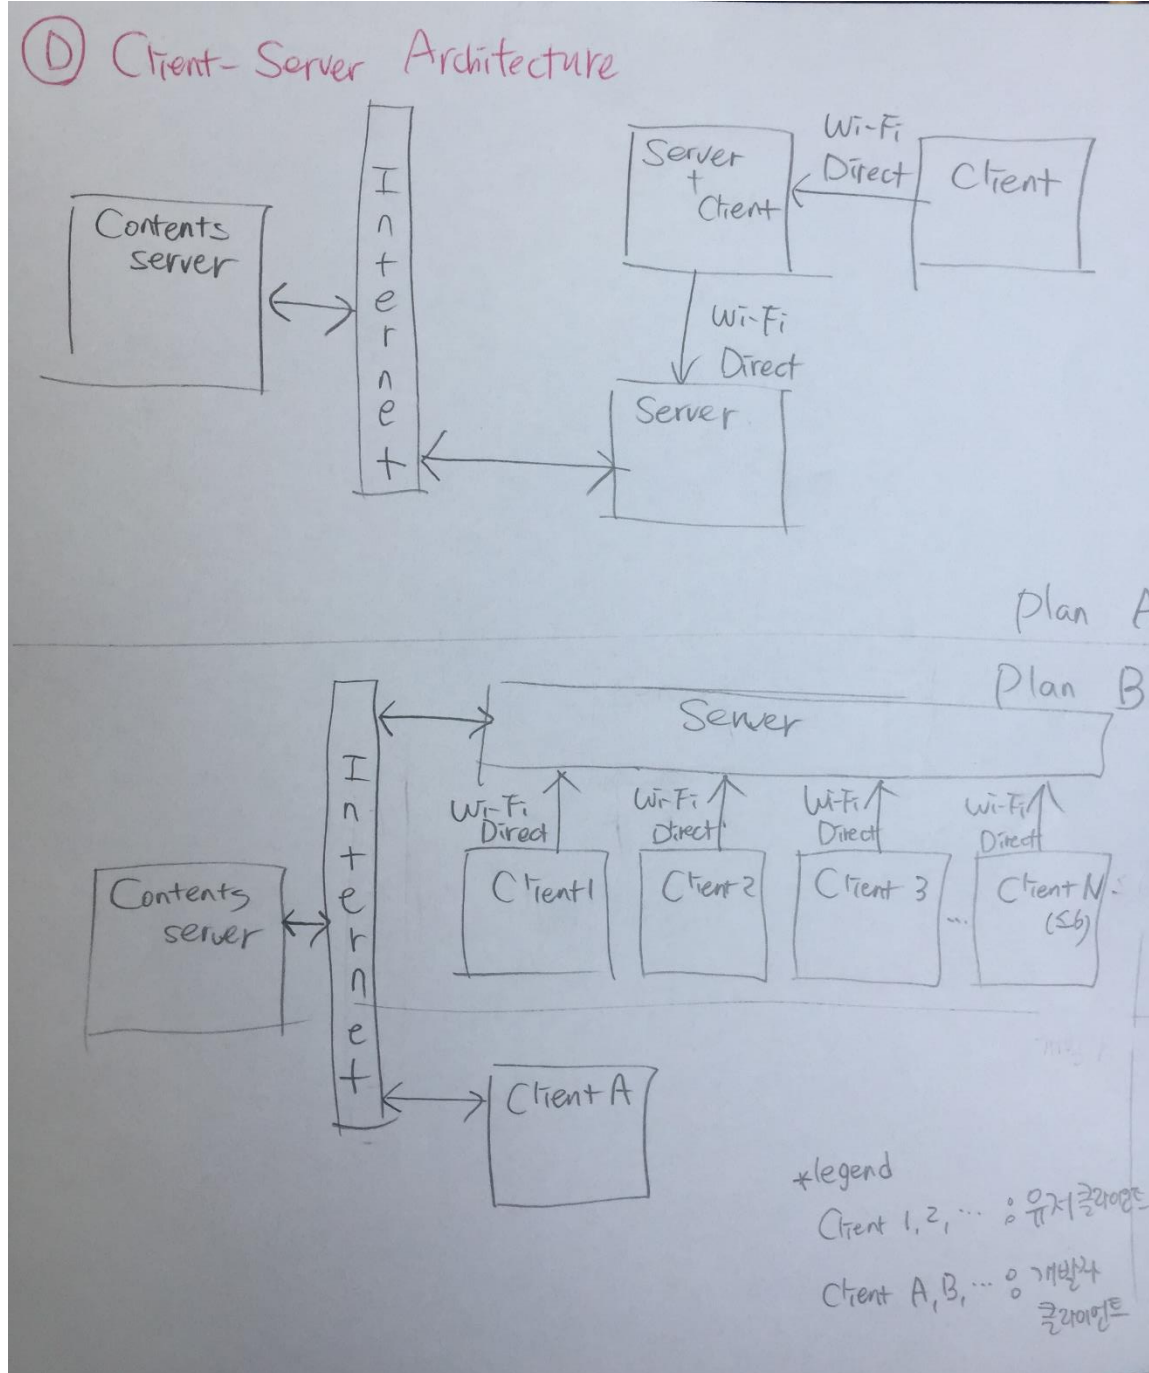 D Client-Server Architecture
Internet
Contents
server
Server
+
Client
Wi-Fi
Direct
Client
Wi-Fi
Direct
Server
Plan A
Plan B
Internet
Server
Wi-Fi
Direct
Wi-Fi
Direct
Wi-Fi
Direct
Wi-Fi
Direct
Client1
Client2
Client 3
...
Client N
(≤6)
Contents
server
Client A
*legend
Client 1, 2, ... : 유저클라이언트
Client A, B, ... : 개발자
클라이언트